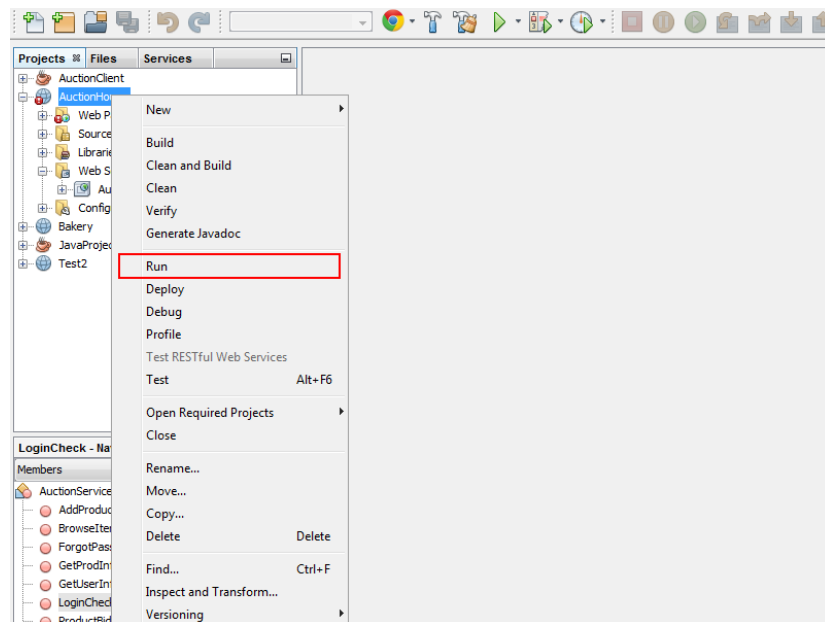 Projects Files Services
AuctionClient
AuctionHou
Web P
Source
Librarie
Web S
Au
Config
Bakery
JavaProjec
Test2
New
Build
Clean and Build
Clean
Verify
Generate Javadoc
Run
Deploy
Debug
Profile
Test RESTful Web Services
Test Alt+F6
Open Required Projects
Close
Rename...
Move...
Copy...
Delete Delete
Find... Ctrl+F
Inspect and Transform...
Versioning
LoginCheck - Na
Members
AuctionService
AddProduc
BrowseIte
ForgotPas
GetProdIn
GetUserIn
LoginChec
ProductBid